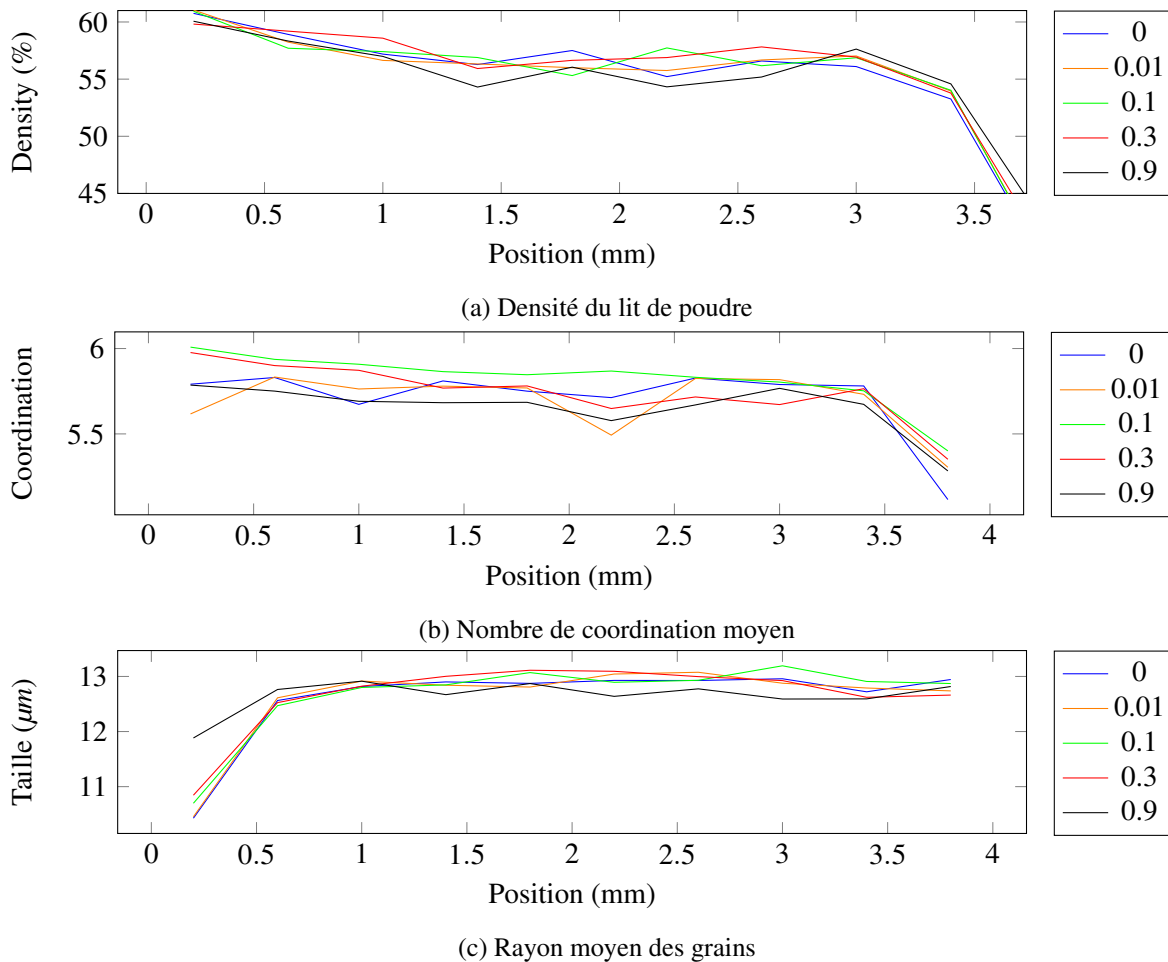 60
55
50
45
Density (%)
0 0.5 1 1.5 2 2.5 3 3.5
Position (mm)
0
0.01
0.1
0.3
0.9
(a) Densité du lit de poudre
6
5.5
Coordination
0 0.5 1 1.5 2 2.5 3 3.5 4
Position (mm)
0
0.01
0.1
0.3
0.9
(b) Nombre de coordination moyen
13
12
11
Taille (μm)
0 0.5 1 1.5 2 2.5 3 3.5 4
Position (mm)
0
0.01
0.1
0.3
0.9
(c) Rayon moyen des grains